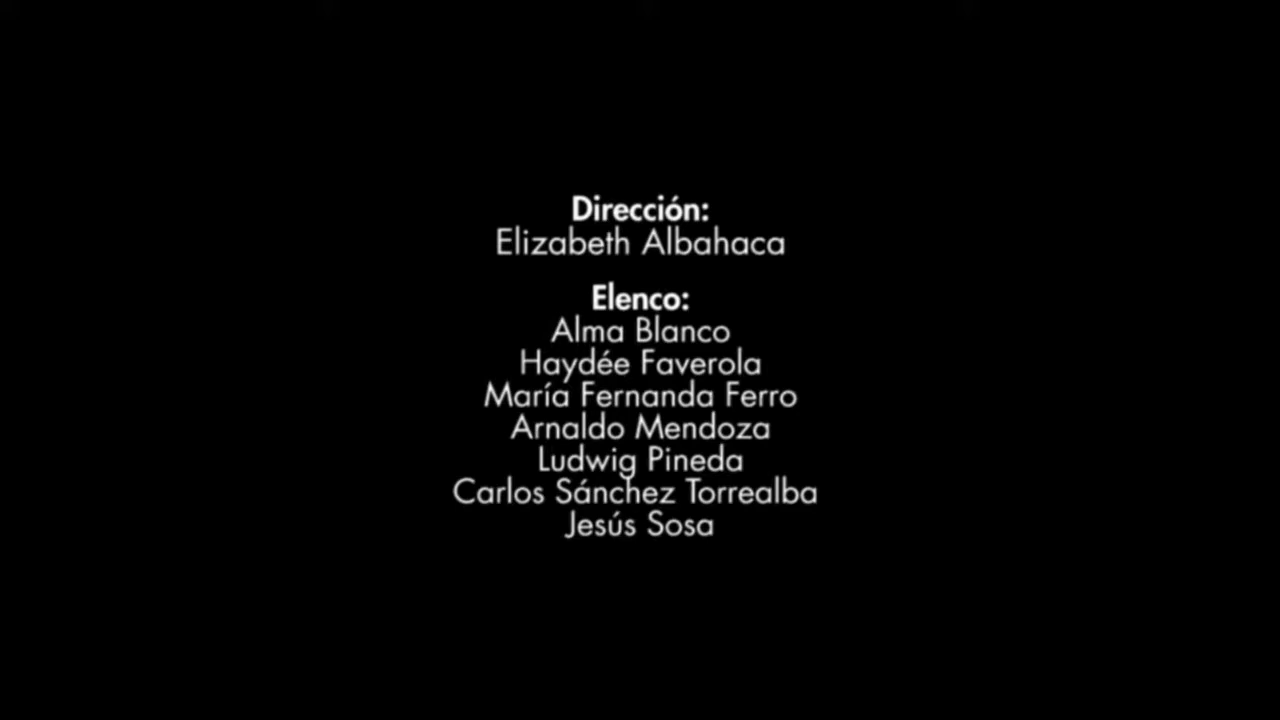 Dirección:
Elizabeth Albahaca
Elenco:
Alma Blanco
Haydée Faverola
María Fernanda Ferro
Arnaldo Mendoza
Ludwig Pineda
Carlos Sánchez Torrealba
Jesús Sosa